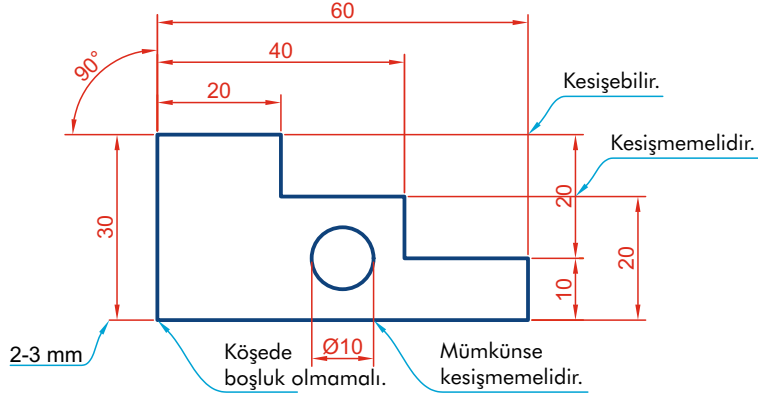 60
40
90°
20
Kesişebilir.
Kesişmemelidir.
30
20
20
10
2-3 mm
Köşede
boşluk olmamalı.
Ø10
Mümkünse
kesişmemelidir.